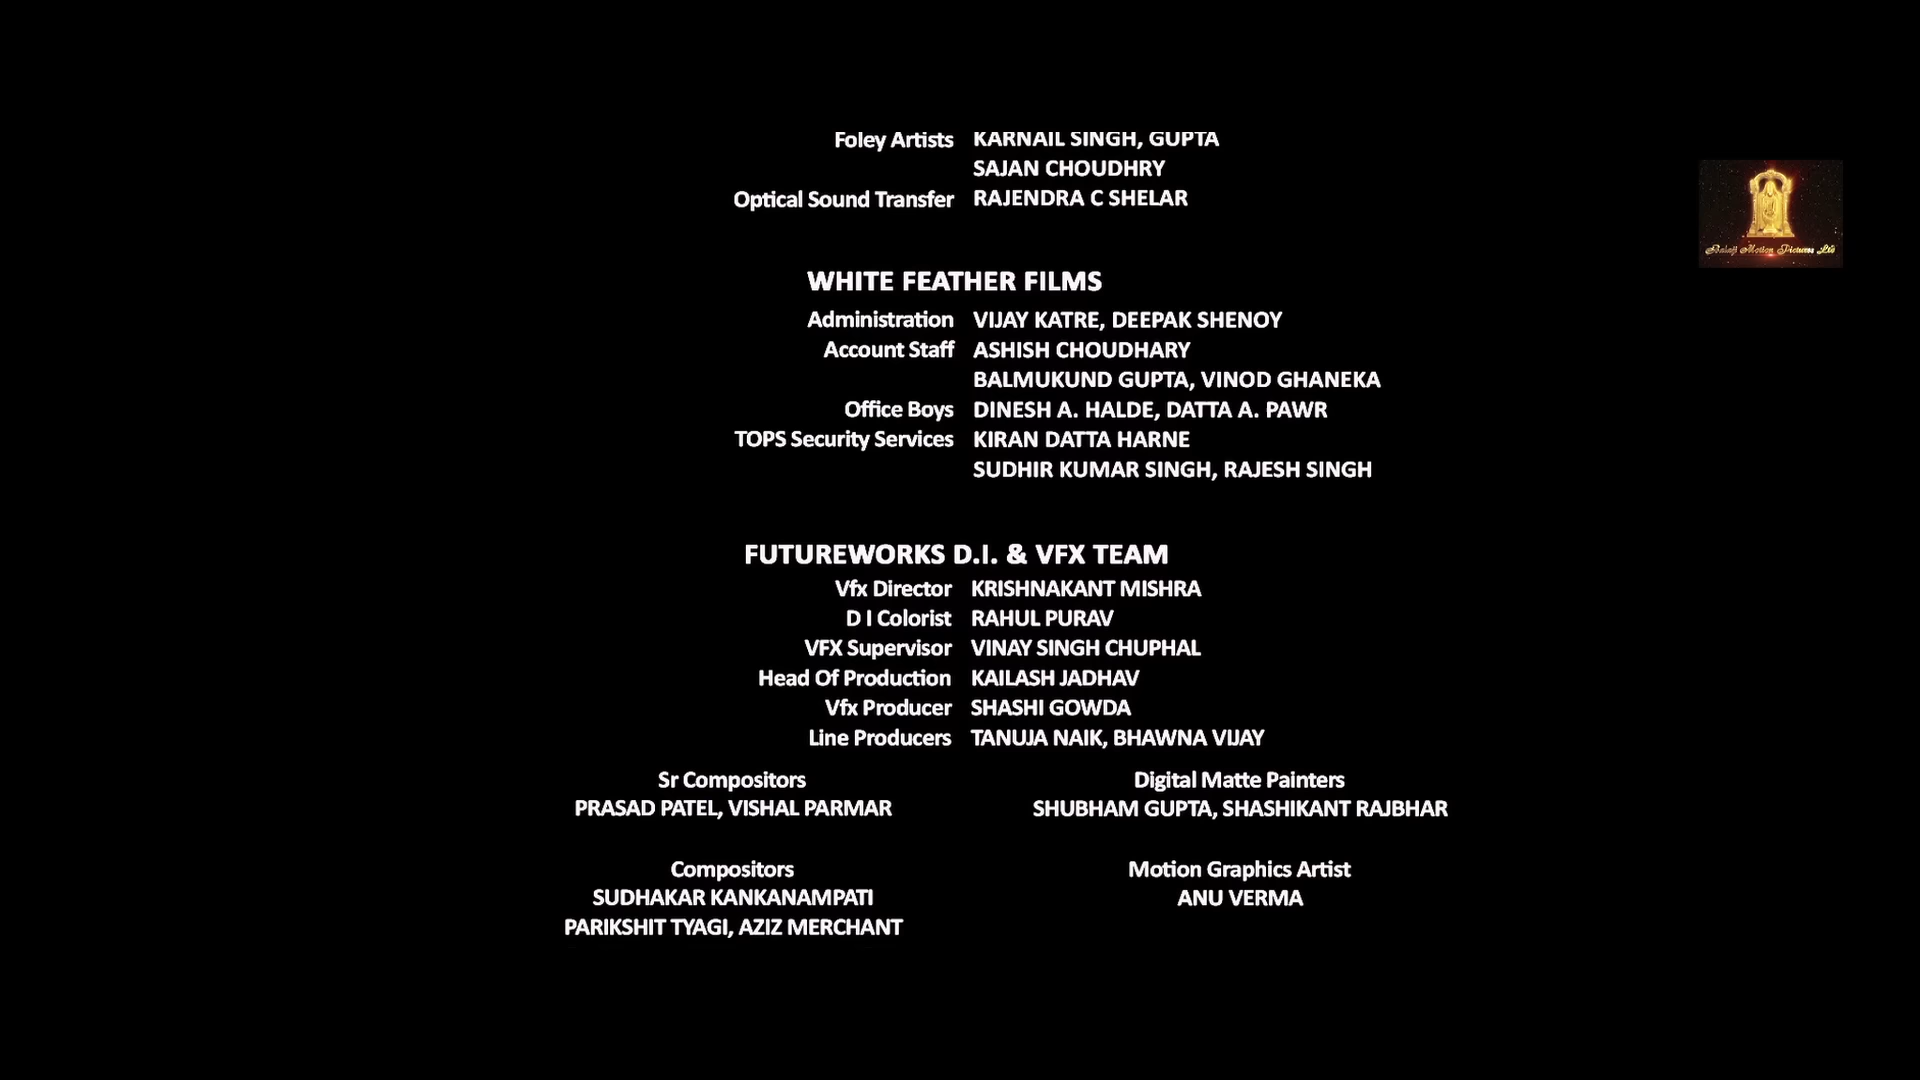 Foley Artists KARNAIL SINGH, GUPTA
SAJAN CHOUDHRY
Optical Sound Transfer RAJENDRA C SHELAR
Balaji Motion Pictures Ltd
WHITE FEATHER FILMS
Administration VIJAY KATRE, DEEPAK SHENOY
Account Staff ASHISH CHOUDHARY
BALMUKUND GUPTA, VINOD GHANEKA
Office Boys DINESH A. HALDE, DATTA A. PAWR
TOPS Security Services KIRAN DATTA HARNE
SUDHIR KUMAR SINGH, RAJESH SINGH
FUTUREWORKS D.I. & VFX TEAM
Vfx Director KRISHNAKANT MISHRA
D I Colorist RAHUL PURAV
VFX Supervisor VINAY SINGH CHUPHAL
Head Of Production KAILASH JADHAV
Vfx Producer SHASHI GOWDA
Line Producers TANUJA NAIK, BHAWNA VIJAY
Sr Compositors
PRASAD PATEL, VISHAL PARMAR
Digital Matte Painters
SHUBHAM GUPTA, SHASHIKANT RAJBHAR
Compositors
SUDHAKAR KANKANAMPATI
PARIKSHIT TYAGI, AZIZ MERCHANT
Motion Graphics Artist
ANU VERMA